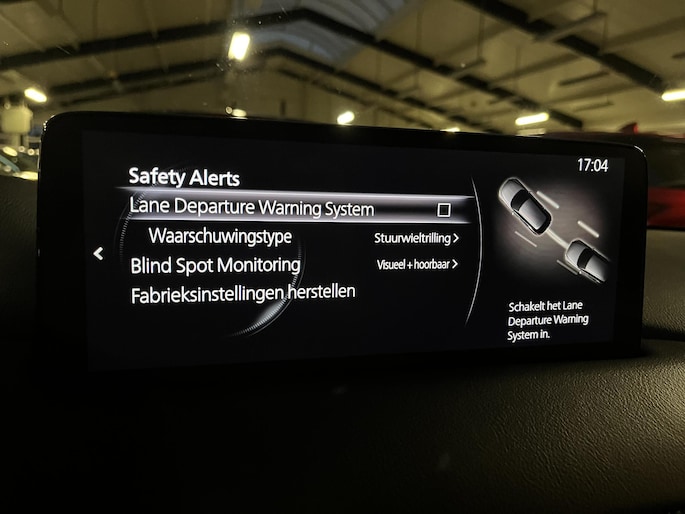 17:04
Safety Alerts
Lane Departure Warning System
Waarschuwingstype Stuurwieltrilling >
Blind Spot Monitoring Visueel + hoorbaar >
Fabrieksinstellingen herstellen
Schakelt het Lane
Departure Warning
System in.